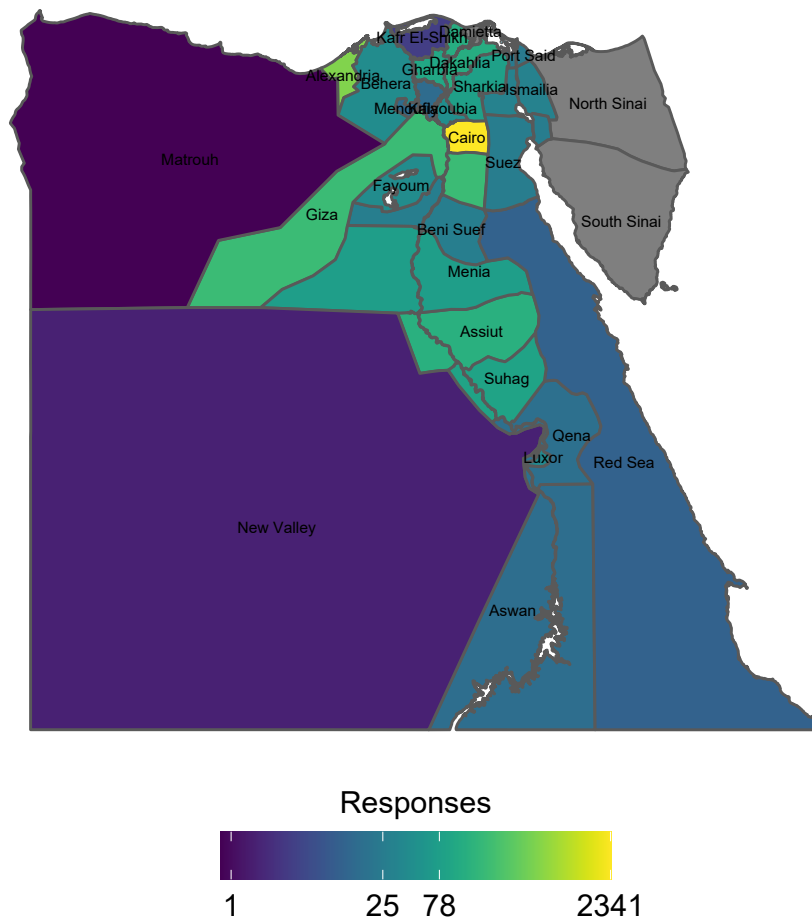 Damietta
Kafr El-Shikh
Port Said
Dakahlia
Gharbia
Alexandria
Behera
Sharkia
Ismailia
North Sinai
Menoufia
Kalyoubia
Cairo
Matrouh
Suez
Fayoum
Giza
South Sinai
Beni Suef
Menia
Assiut
Suhag
Qena
Luxor
Red Sea
New Valley
Aswan
Responses
1 25 78 2341